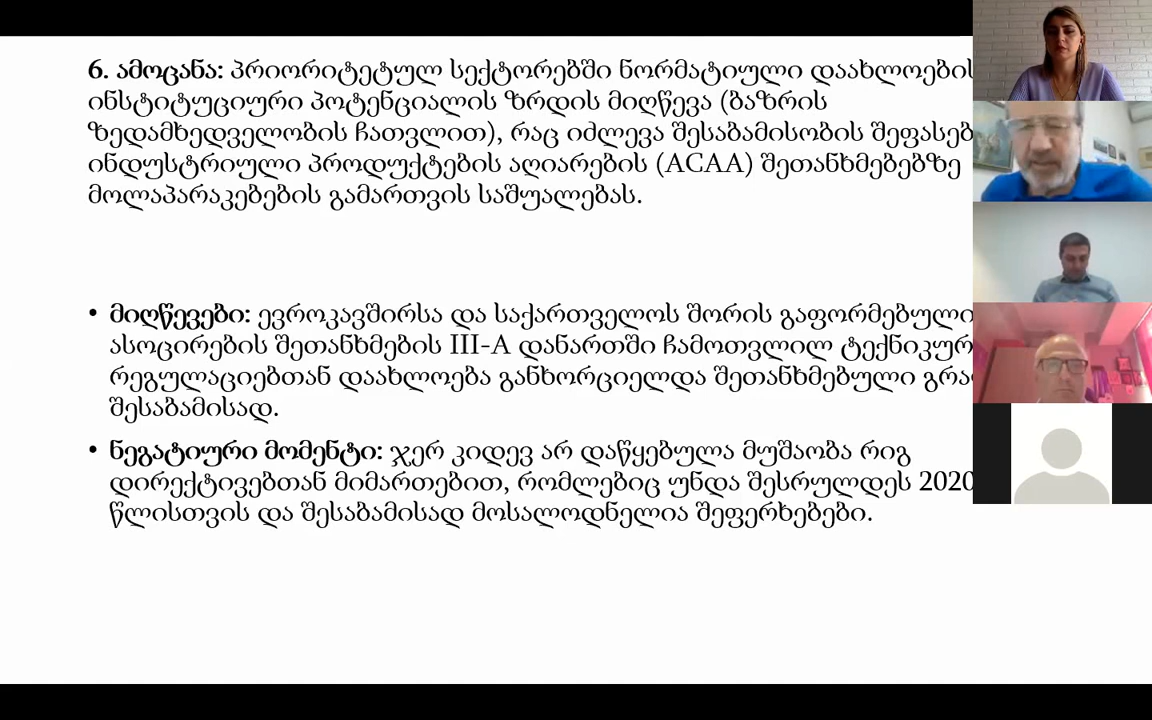 6. ამოცანა: პრიორიტეტულ სექტორებში ნორმატიული დაახლოების
ინსტიტუციური პოტენციალის ზრდის მიღწევა (ბაზრის
ზედამხედველობის ჩათვლით), რაც იძლევა შესაბამისობის
ინდუსტრიული პროდუქტების აღიარების (ACAA) შეთანხმებებზე
მოლაპარაკებების გამართვის საშუალებას.
• მიღწევები: ევროკავშირსა და საქართველოს შორის გაფორმებული
ასოცირების შეთანხმების III-A დანართში ჩამოთვლილ
რეგულაციებთან დაახლოება განხორციელდა შეთანხმებული
შესაბამისად.
• ნეგატიური მომენტი: ჯერ კიდევ არ დაწყებულა მუშაობა რიგ
დირექტივებთან მიმართებით, რომლებიც უნდა შესრულდეს 2020
წლისთვის და შესაბამისად მოსალოდნელია შეფერხებები.